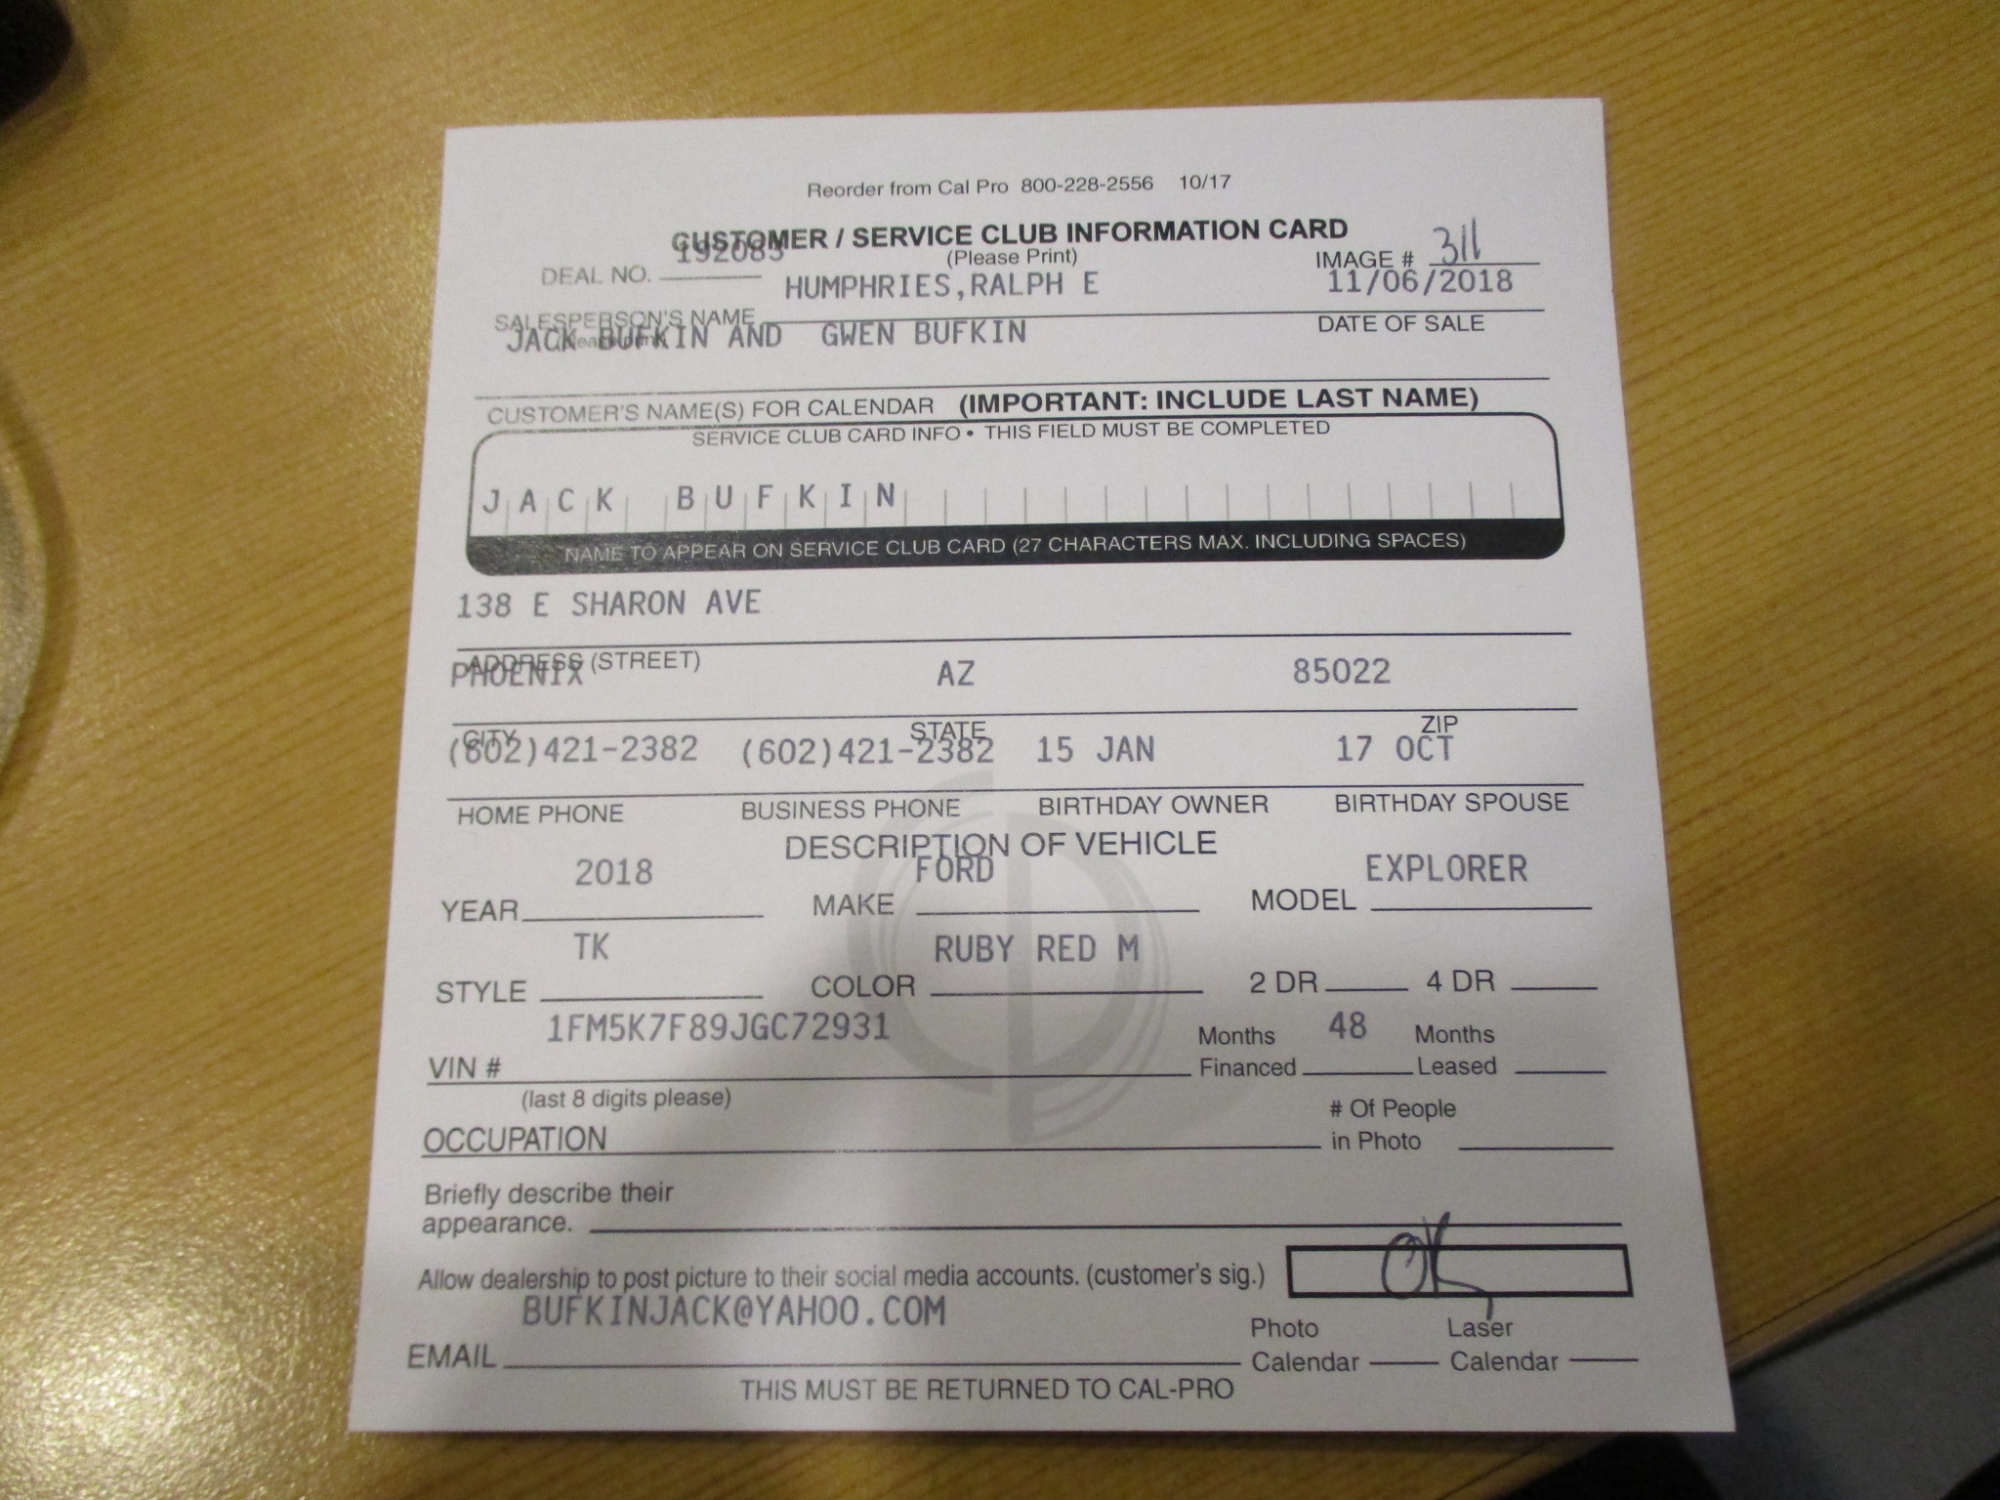 Reorder from Cal Pro 800-228-2556 10/17
CUSTOMER / SERVICE CLUB INFORMATION CARD
(Please Print)
DEAL NO. 192085
IMAGE # 311
HUMPHRIES,RALPH E
11/06/2018
SALESPERSON'S NAME
DATE OF SALE
JACK BUFKIN AND GWEN BUFKIN
CUSTOMER'S NAME(S) FOR CALENDAR (IMPORTANT: INCLUDE LAST NAME)
SERVICE CLUB CARD INFO • THIS FIELD MUST BE COMPLETED
JACK BUFKIN
NAME TO APPEAR ON SERVICE CLUB CARD (27 CHARACTERS MAX. INCLUDING SPACES)
138 E SHARON AVE
ADDRESS (STREET)
PHOENIX AZ 85022
CITY STATE ZIP
(602)421-2382 (602)421-2382 15 JAN 17 OCT
HOME PHONE BUSINESS PHONE BIRTHDAY OWNER BIRTHDAY SPOUSE
DESCRIPTION OF VEHICLE
2018 FORD EXPLORER
YEAR MAKE MODEL
TK RUBY RED M
STYLE COLOR 2 DR 4 DR
1FM5K7F89JGC72931
Months 48 Months
VIN # Financed Leased
(last 8 digits please)
# Of People
OCCUPATION in Photo
Briefly describe their
appearance.
Allow dealership to post picture to their social media accounts. (customer's sig.) OK
BUFKINJACK@YAHOO.COM
Photo Laser
EMAIL Calendar Calendar
THIS MUST BE RETURNED TO CAL-PRO